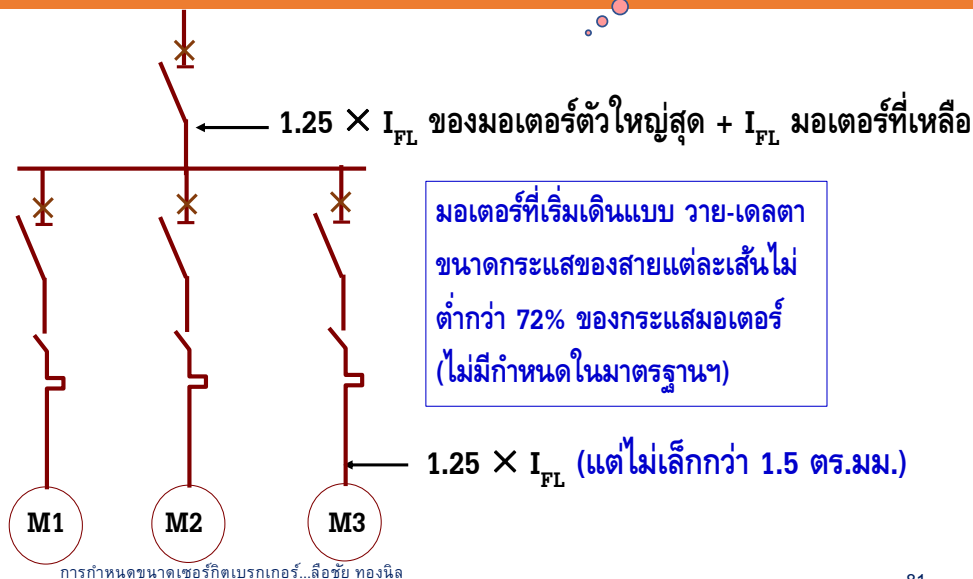 1.25 × I_FL ของมอเตอร์ตัวใหญ่สุด + I_FL มอเตอร์ที่เหลือ
มอเตอร์ที่เริ่มเดินแบบ วาย-เดลตา
ขนาดกระแสของสายแต่ละเส้นไม่
ต่ำกว่า 72% ของกระแสมอเตอร์
(ไม่มีกำหนดในมาตรฐานฯ)
1.25 × I_FL (แต่ไม่เล็กกว่า 1.5 ตร.มม.)
M1 M2 M3
การกำหนดขนาดเซอร์กิตเบรกเกอร์...ลือชัย ทองนิล